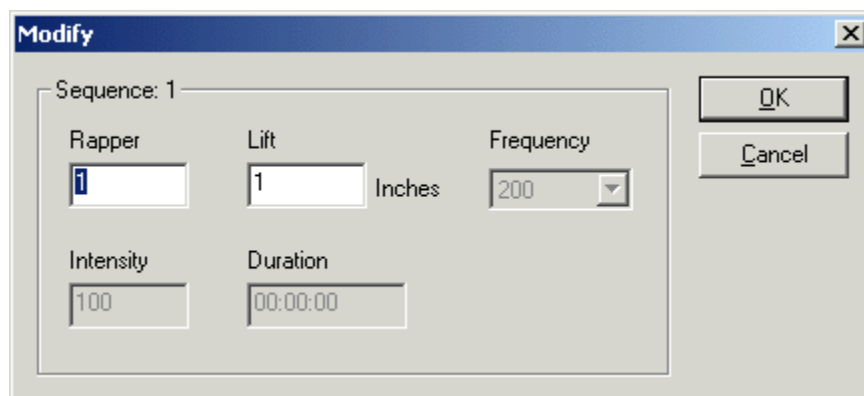 Modify
Sequence: 1
OK
Rapper Lift Frequency
1 1 Inches 200
Cancel
Intensity Duration
100 00:00:00